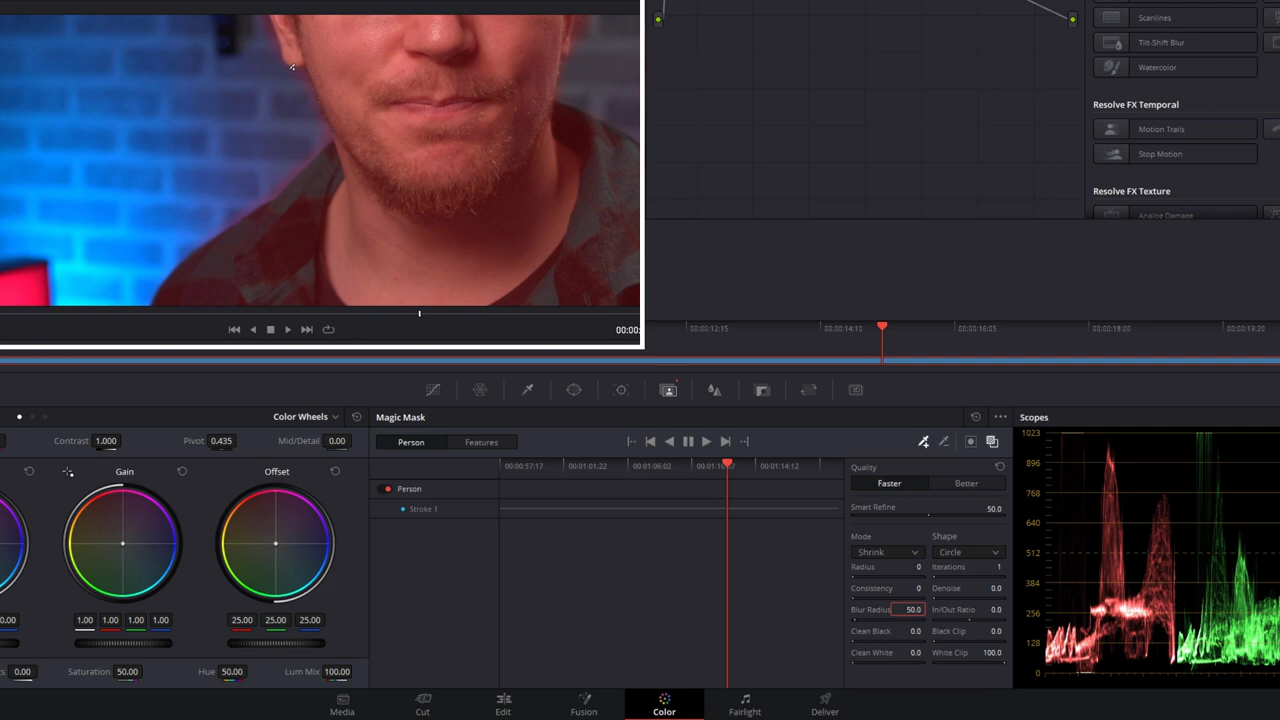 Scanlines
Tilt-Shift Blur
Watercolor
Resolve FX Temporal
Motion Trails
Stop Motion
Resolve FX Texture
Analog Damage
00:00:
00:00:12:15
00:00:14:10
00:00:16:05
00:00:18:00
00:00:19:20
Color Wheels
Magic Mask
Scopes
Contrast 1.000
Pivot 0.435
Mid/Detail 0.00
Person
Features
Gain
Offset
00:00:57:17
00:01:01:22
00:01:06:02
00:01:14:12
Person
Stroke 1
0.00
1.00
1.00
1.00
1.00
25.00
25.00
25.00
0.00
Saturation 50.00
Hue 50.00
Lum Mix 100.00
Quality
Faster
Better
Smart Refine 50.0
Mode
Shape
Shrink
Circle
Radius 0
Iterations 1
Consistency 0
Denoise 0.0
Blur Radius 50.0
In/Out Ratio 0.0
Clean Black 0.0
Black Clip 0.0
Clean White 0.0
White Clip 100.0
1023
896
768
640
512
384
256
128
0
Media
Cut
Edit
Fusion
Color
Fairlight
Deliver